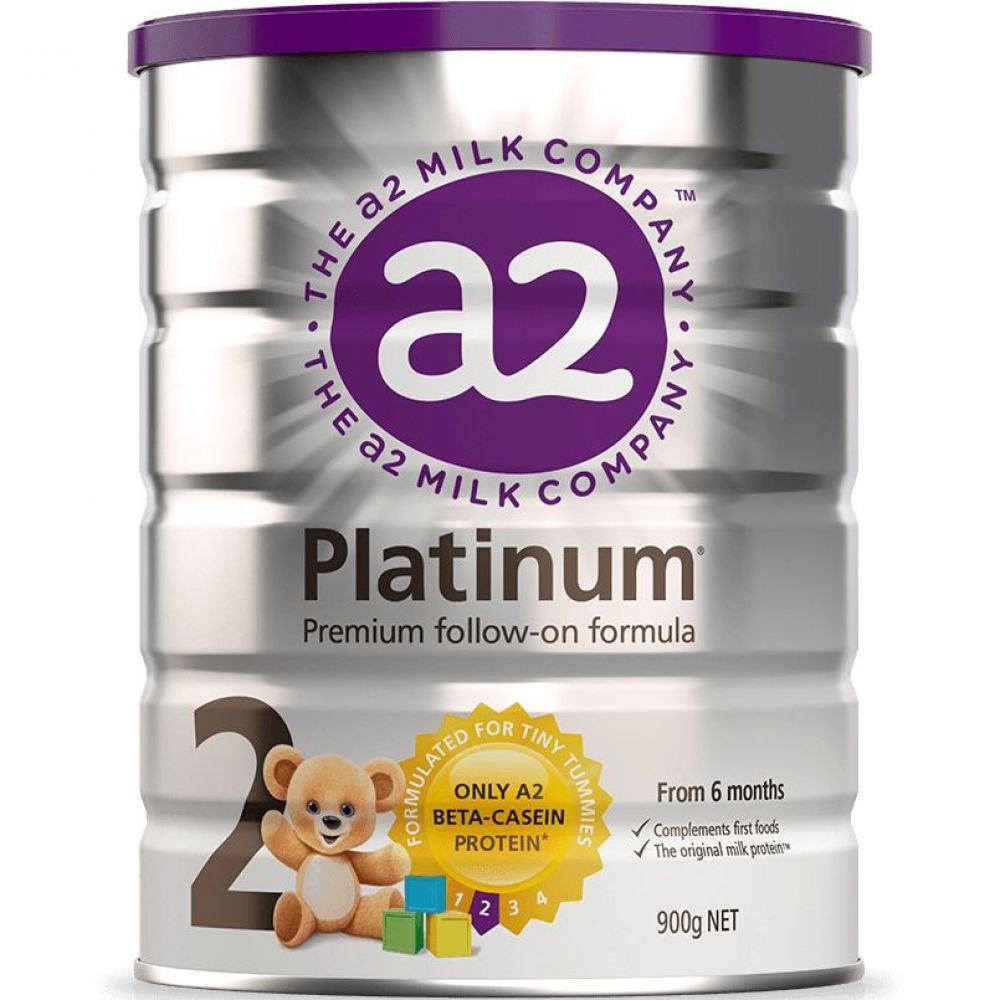 THE a2 MILK COMPANY
TM
a2
THE a2 MILK COMPANY
Platinum®
Premium follow-on formula
2
FORMULATED FOR TINY TUMMIES
ONLY A2
BETA-CASEIN
PROTEIN*
1 2 3 4
From 6 months
✓ Complements first foods
✓ The original milk protein™
900g NET